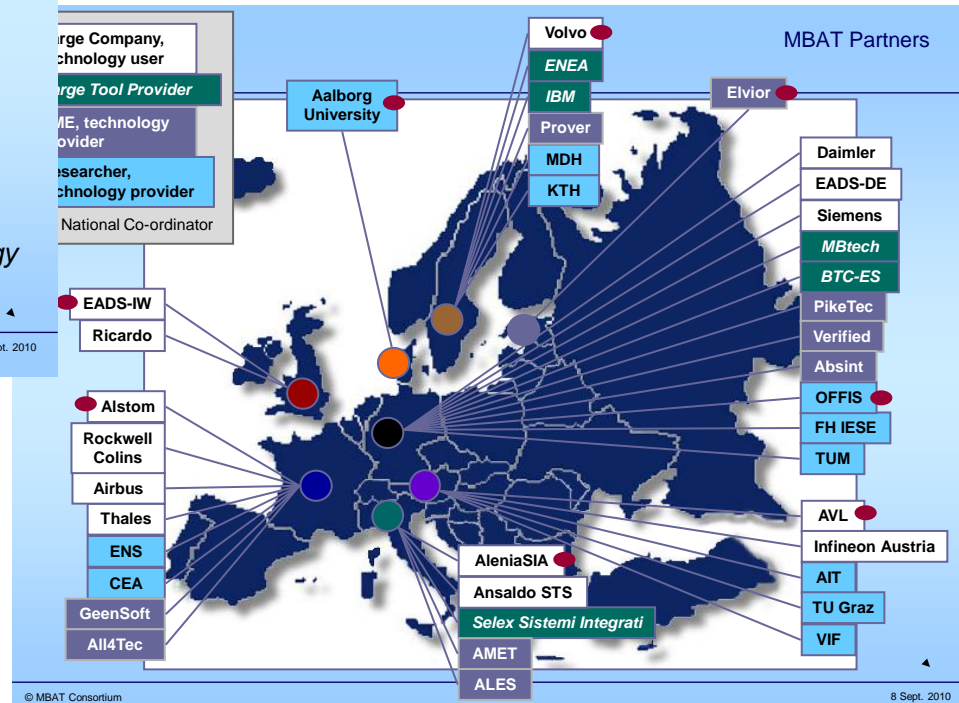 MBAT Partners
arge Company,
chnology user
arge Tool Provider
ME, technology
ovider
esearcher,
chnology provider
National Co-ordinator
gy
pt. 2010
Aalborg
University
Volvo
ENEA
IBM
Prover
MDH
KTH
Elvior
Daimler
EADS-DE
Siemens
MBtech
BTC-ES
PikeTec
Verified
Absint
OFFIS
FH IESE
TUM
EADS-IW
Ricardo
Alstom
Rockwell
Colins
Airbus
Thales
ENS
CEA
GeenSoft
All4Tec
AleniaSIA
Ansaldo STS
Selex Sistemi Integrati
AMET
ALES
AVL
Infineon Austria
AIT
TU Graz
VIF
© MBAT Consortium
8 Sept. 2010